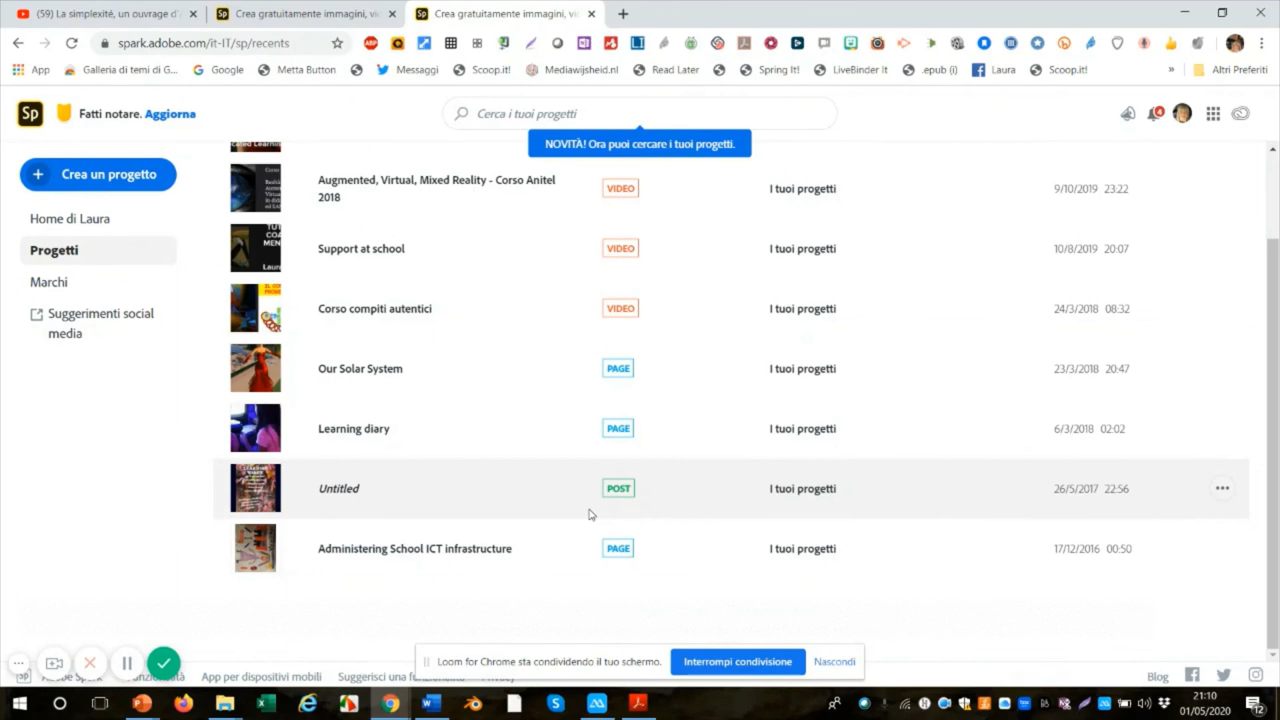 (59) La simplexité, un ouvrage d'
Crea gratuitamente immagini, vi
Crea gratuitamente immagini, vi
spark.adobe.com/it-IT/sp/recents
App
Galleria di temi di G...
Google
Metta Button
Messaggi
Scoop.it!
Mediawijsheid.nl
Read Later
Spring It!
LiveBinder It
.epub (i)
Laura
Scoop.it!
»
Altri Preferiti
Sp
Fatti notare. Aggiorna
Cerca i tuoi progetti
4
NOVITÀ! Ora puoi cercare i tuoi progetti.
+ Crea un progetto
Home di Laura
Progetti
Marchi
Suggerimenti social
media
Augmented, Virtual, Mixed Reality - Corso Anitel
2018
VIDEO
I tuoi progetti
9/10/2019 23:22
Support at school
VIDEO
I tuoi progetti
10/8/2019 20:07
Corso compiti autentici
VIDEO
I tuoi progetti
24/3/2018 08:32
Our Solar System
PAGE
I tuoi progetti
23/3/2018 20:47
Learning diary
PAGE
I tuoi progetti
6/3/2018 02:02
Untitled
POST
I tuoi progetti
26/5/2017 22:56
Administering School ICT infrastructure
PAGE
I tuoi progetti
17/12/2016 00:50
Loom for Chrome sta condividendo il tuo schermo.
Interrompi condivisione
Nascondi
App per dispositivi mobili
Suggerisci una
Blog
21:10
01/05/2020